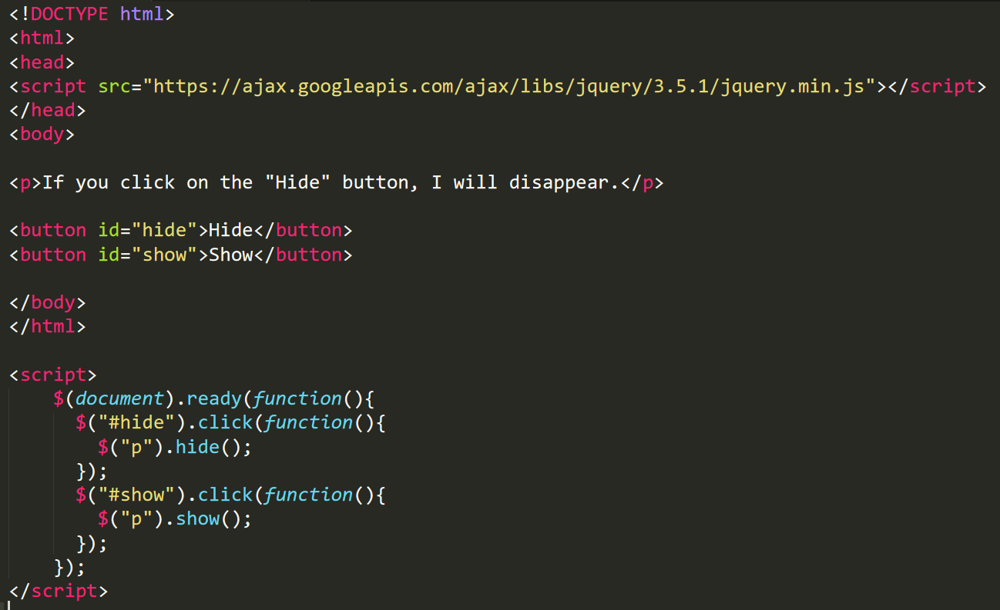 <!DOCTYPE html>
<html>
<head>
<script src="https://ajax.googleapis.com/ajax/libs/jquery/3.5.1/jquery.min.js"></script>
</head>
<body>

<p>If you click on the "Hide" button, I will disappear.</p>

<button id="hide">Hide</button>
<button id="show">Show</button>

</body>
</html>

<script>
    $(document).ready(function(){
      $("#hide").click(function(){
        $("p").hide();
      });
      $("#show").click(function(){
        $("p").show();
      });
    });
</script>